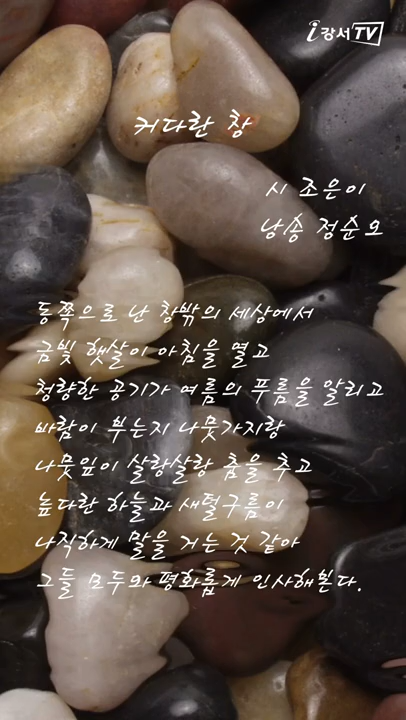 i강서TV
커다란 창
시 조은이
낭송 정순오
동쪽으로 난 창밖의 세상에서
금빛 햇살이 아침을 열고
청량한 공기가 여름의 푸름을 알리고
바람이 부는지 나뭇가지랑
나뭇잎이 살랑살랑 춤을 추고
높다란 하늘과 새털구름이
나직하게 말을 거는 것 같아
그들 모두와 평화롭게 인사해본다.